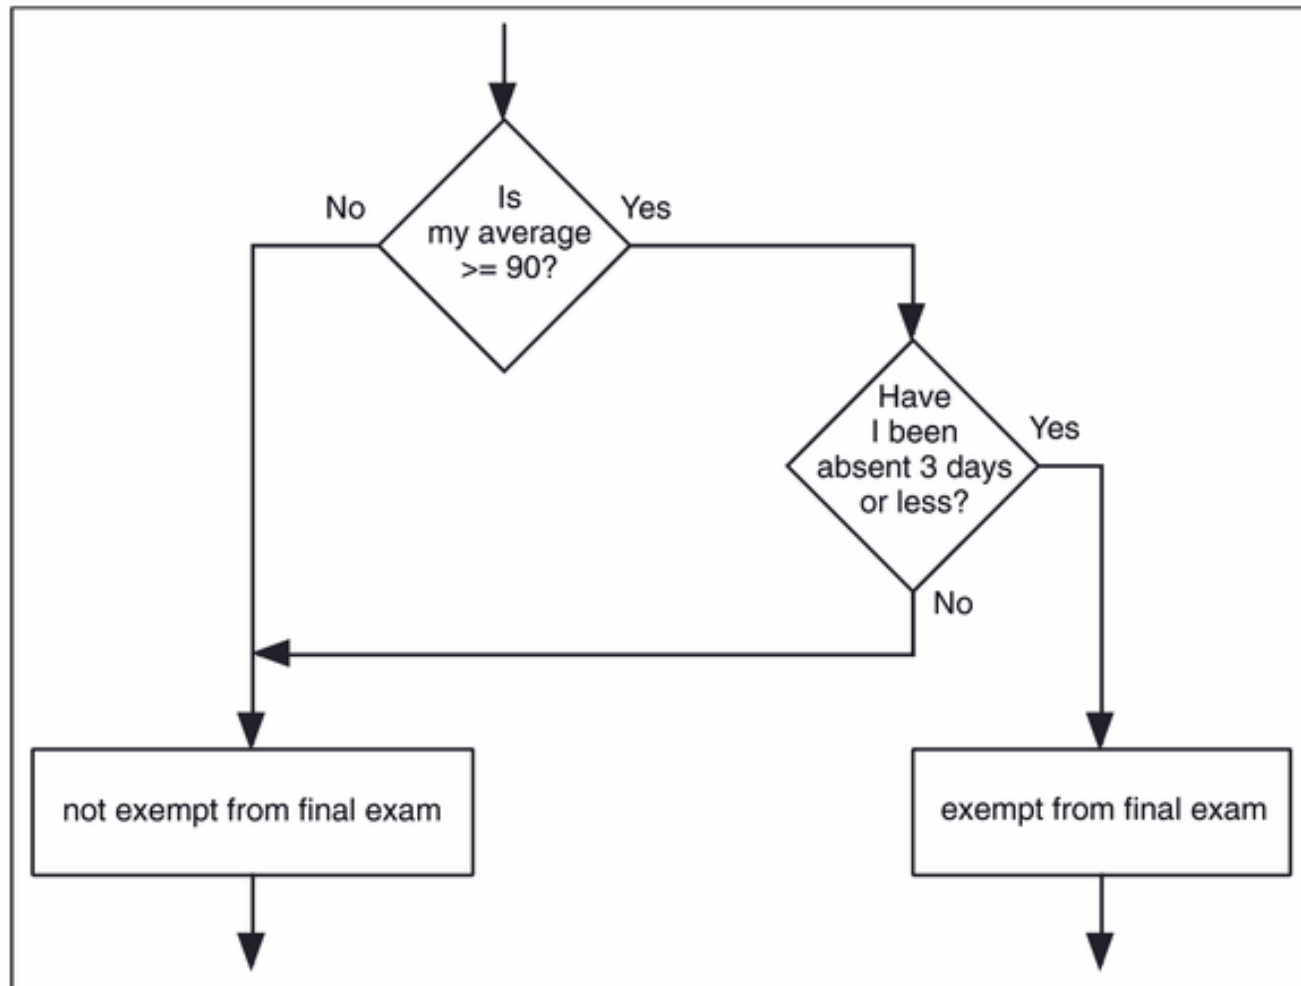 No
Is
my average
>= 90?
Yes
Have
I been
absent 3 days
or less?
Yes
No
not exempt from final exam
exempt from final exam